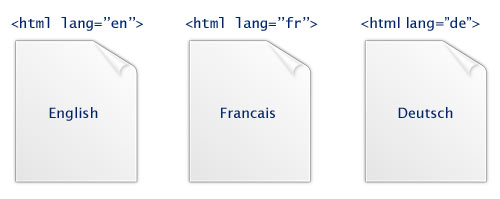 <html lang=”en”> <html lang=”fr”> <html lang=”de”>
English Francais Deutsch